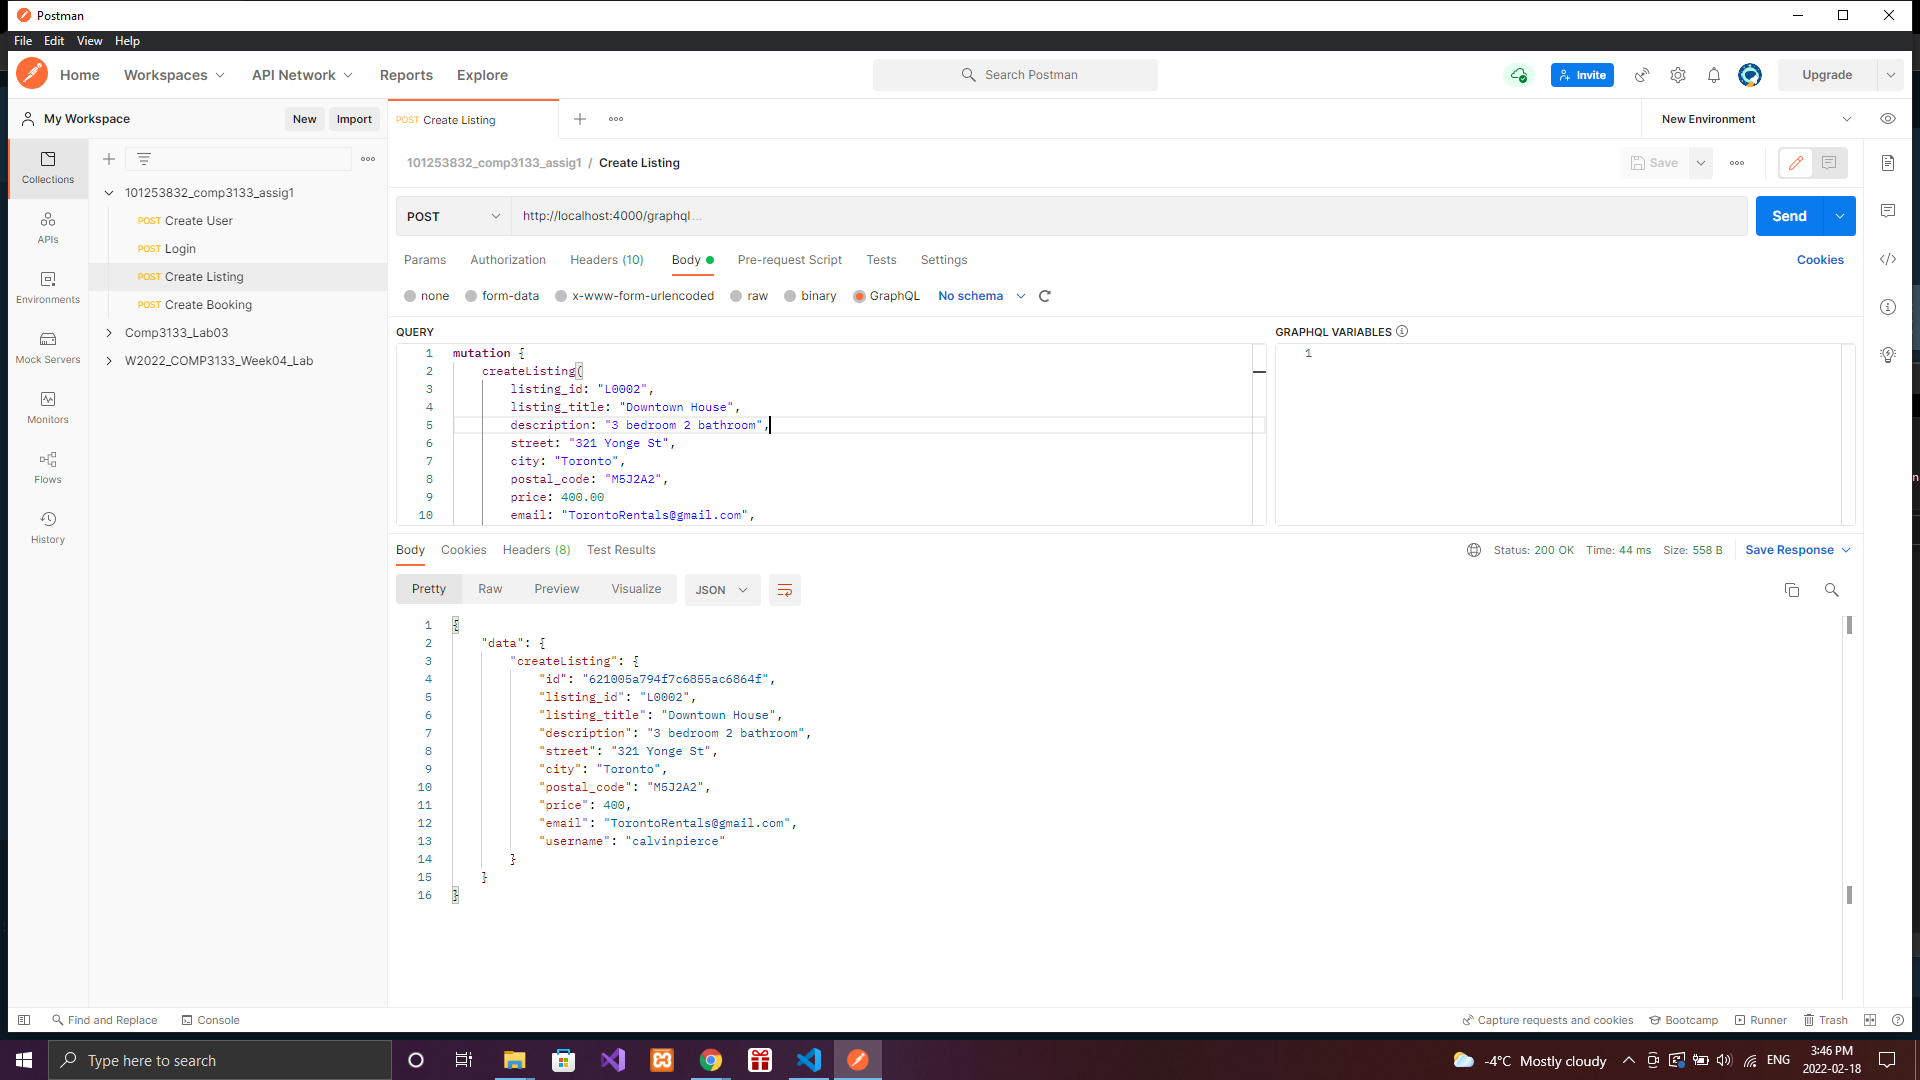 Postman
File Edit View Help
Home Workspaces API Network Reports Explore
Search Postman
Invite
Upgrade
My Workspace
New Import
POST Create Listing
New Environment
Collections
APIs
Environments
Mock Servers
Monitors
Flows
History
101253832_comp3133_assig1
POST Create User
POST Login
POST Create Listing
POST Create Booking
Comp3133_Lab03
W2022_COMP3133_Week04_Lab
101253832_comp3133_assig1 / Create Listing
Save
POST http://localhost:4000/graphql...
Send
Params Authorization Headers (10) Body Pre-request Script Tests Settings
Cookies
none form-data x-www-form-urlencoded raw binary GraphQL No schema
QUERY
1 mutation {
2 createListing(
3 listing_id: "L0002",
4 listing_title: "Downtown House",
5 description: "3 bedroom 2 bathroom",
6 street: "321 Yonge St",
7 city: "Toronto",
8 postal_code: "M5J2A2",
9 price: 400.00
10 email: "TorontoRentals@gmail.com",
GRAPHQL VARIABLES
1
Body Cookies Headers (8) Test Results
Status: 200 OK Time: 44 ms Size: 558 B Save Response
Pretty Raw Preview Visualize JSON
1 {
2 "data": {
3 "createListing": {
4 "id": "621005a794f7c6855ac6864f",
5 "listing_id": "L0002",
6 "listing_title": "Downtown House",
7 "description": "3 bedroom 2 bathroom",
8 "street": "321 Yonge St",
9 "city": "Toronto",
10 "postal_code": "M5J2A2",
11 "price": 400,
12 "email": "TorontoRentals@gmail.com",
13 "username": "calvinpierce"
14 }
15 }
16 }
Find and Replace Console
Capture requests and cookies Bootcamp Runner Trash
Type here to search
-4°C Mostly cloudy
ENG
3:46 PM
2022-02-18